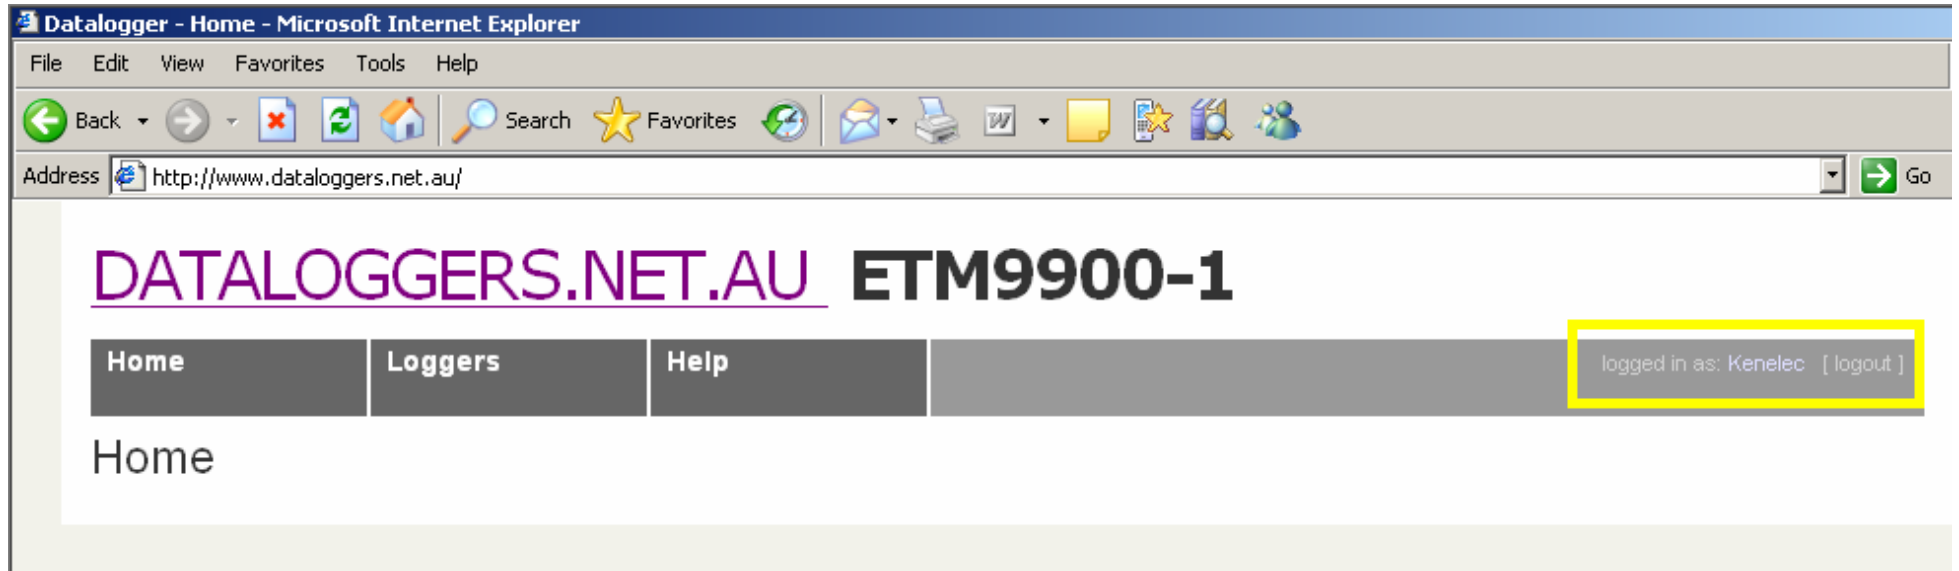 Datalogger - Home - Microsoft Internet Explorer
File Edit View Favorites Tools Help
Back Search Favorites W
Address http://www.dataloggers.net.au/ Go
DATALOGGERS.NET.AU ETM9900-1
Home Loggers Help logged in as: Kenelec [ logout ]
Home